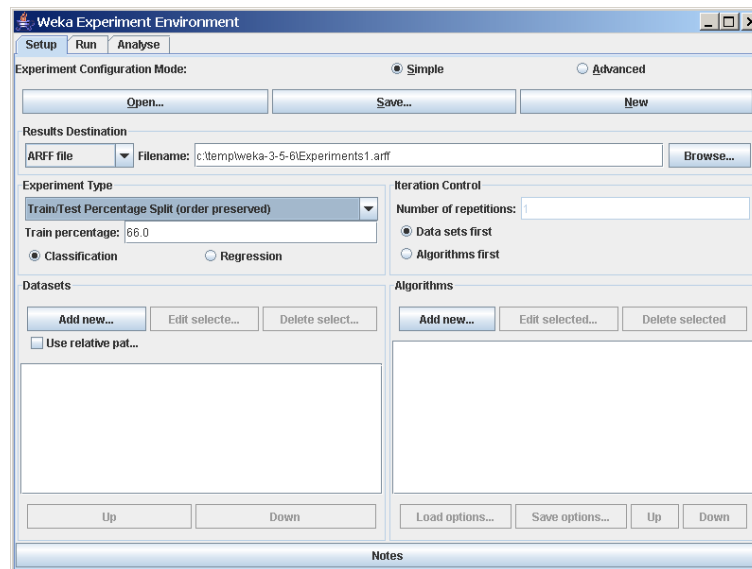 Weka Experiment Environment
Setup Run Analyse
Experiment Configuration Mode: Simple Advanced
Open... Save... New
Results Destination
ARFF file Filename: c:\temp\weka-3-5-6\Experiments1.arff Browse...
Experiment Type
Train/Test Percentage Split (order preserved)
Train percentage: 66.0
Classification Regression
Iteration Control
Number of repetitions: 1
Data sets first
Algorithms first
Datasets
Add new... Edit selecte... Delete select...
Use relative pat...
Up Down
Algorithms
Add new... Edit selected... Delete selected
Load options... Save options... Up Down
Notes